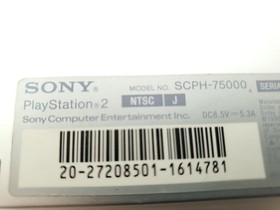 SONY MODEL NO. SCPH-75000 SERIA
PlayStation®2 NTSC J
Sony Computer Entertainment Inc. DC8.5V⎓5.3A
20-27208501-1614781